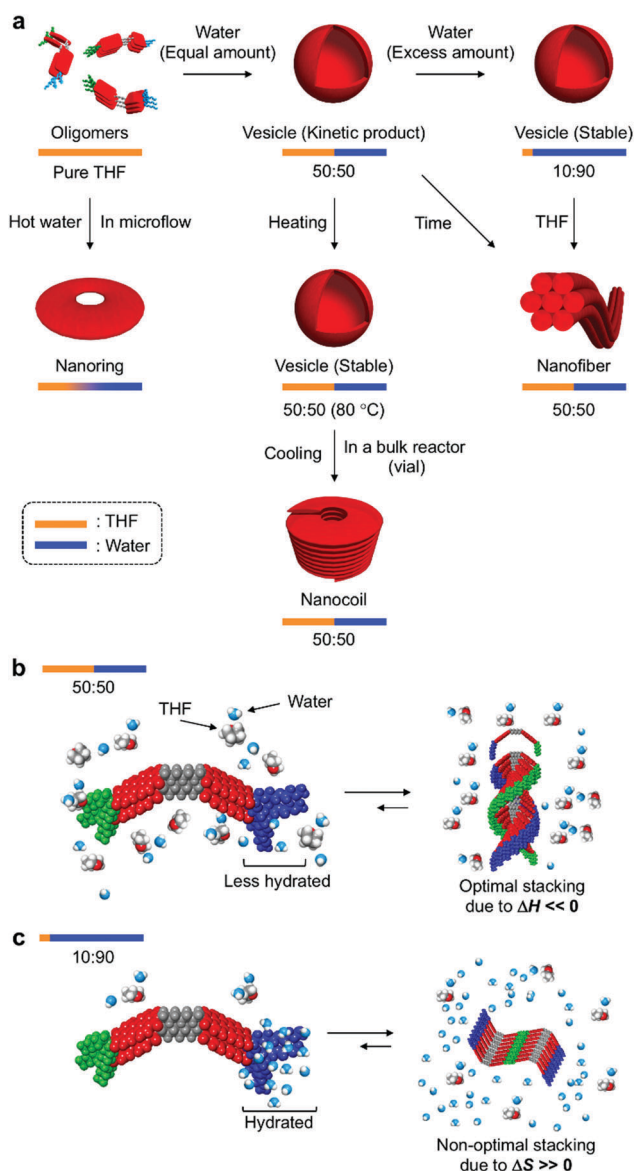 a
Water
(Equal amount)
Water
(Excess amount)
Oligomers
Vesicle (Kinetic product)
Vesicle (Stable)
Pure THF
50:50
10:90
Hot water
In microflow
Heating
Time
THF
Nanoring
Vesicle (Stable)
Nanofiber
50:50 (80 °C)
50:50
Cooling
In a bulk reactor
(vial)
: THF
: Water
Nanocoil
50:50
b
50:50
THF
Water
Less hydrated
Optimal stacking
due to ΔH << 0
c
10:90
Hydrated
Non-optimal stacking
due to ΔS >> 0